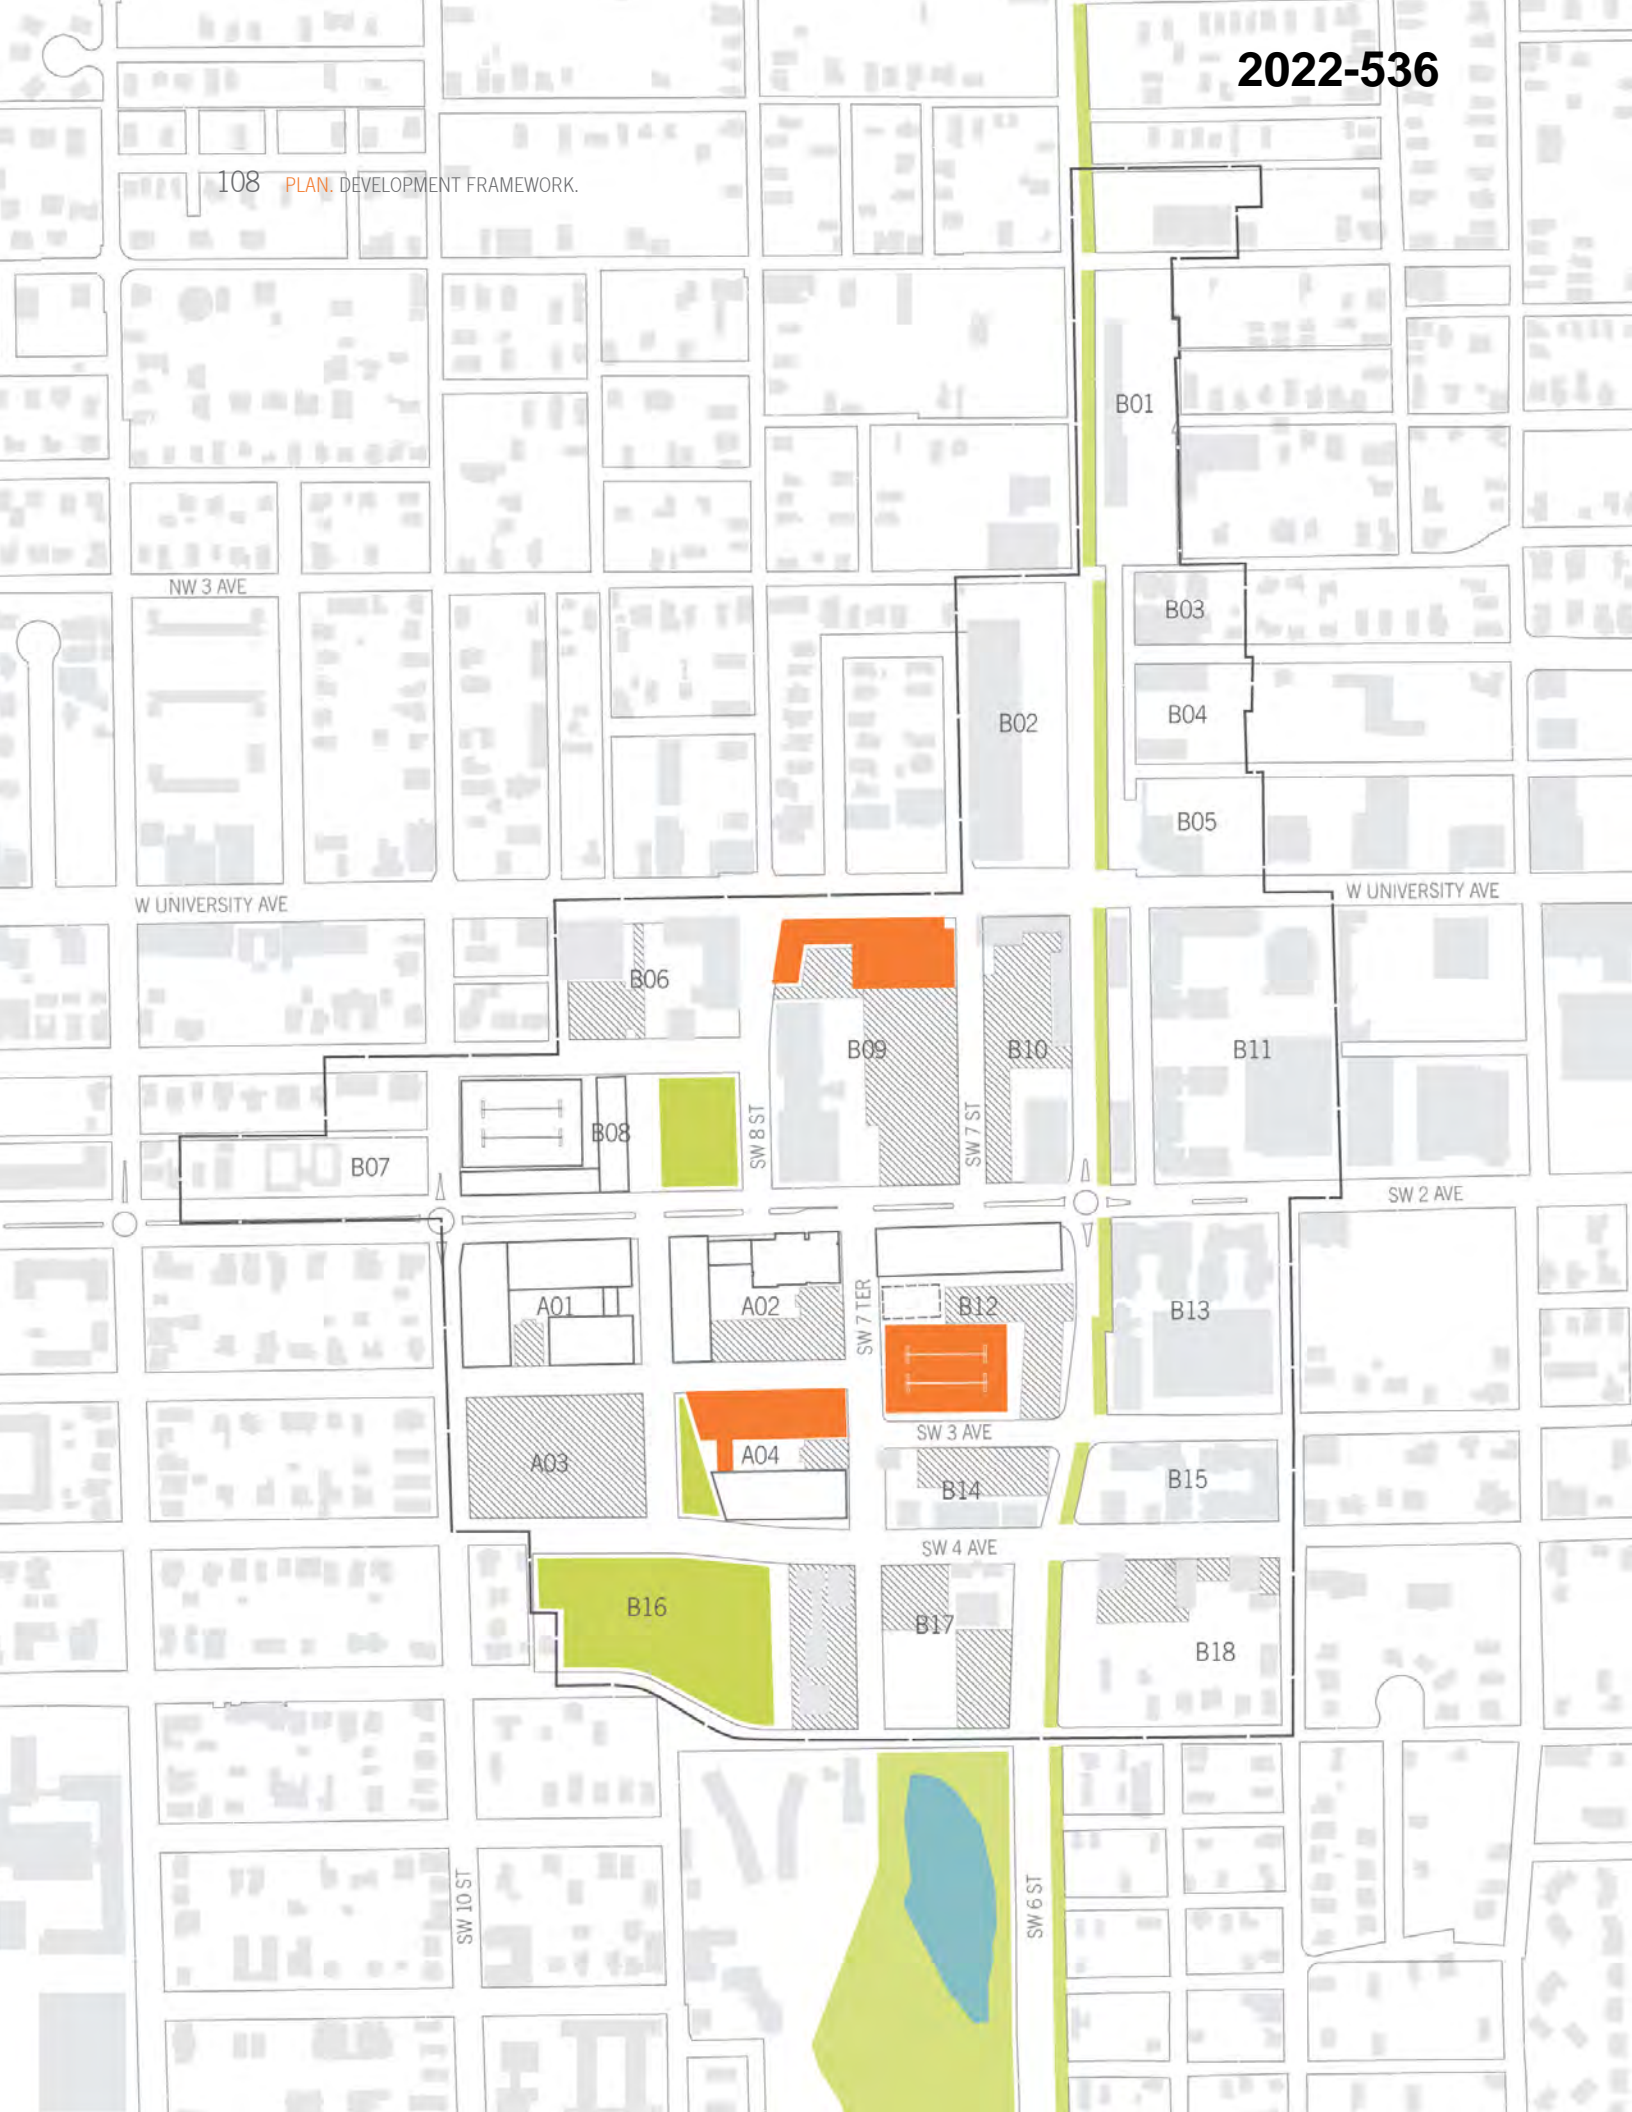 2022-536
108 PLAN. DEVELOPMENT FRAMEWORK.
B01
NW 3 AVE
B03
B04
B02
B05
W UNIVERSITY AVE
W UNIVERSITY AVE
B06
B09
B10
B11
B08
SW 8 ST
SW 7 ST
B07
SW 2 AVE
A01
A02
SW 7 TER
B12
B13
SW 3 AVE
A03
A04
B14
B15
SW 4 AVE
B16
B17
B18
SW 10 ST
SW 6 ST